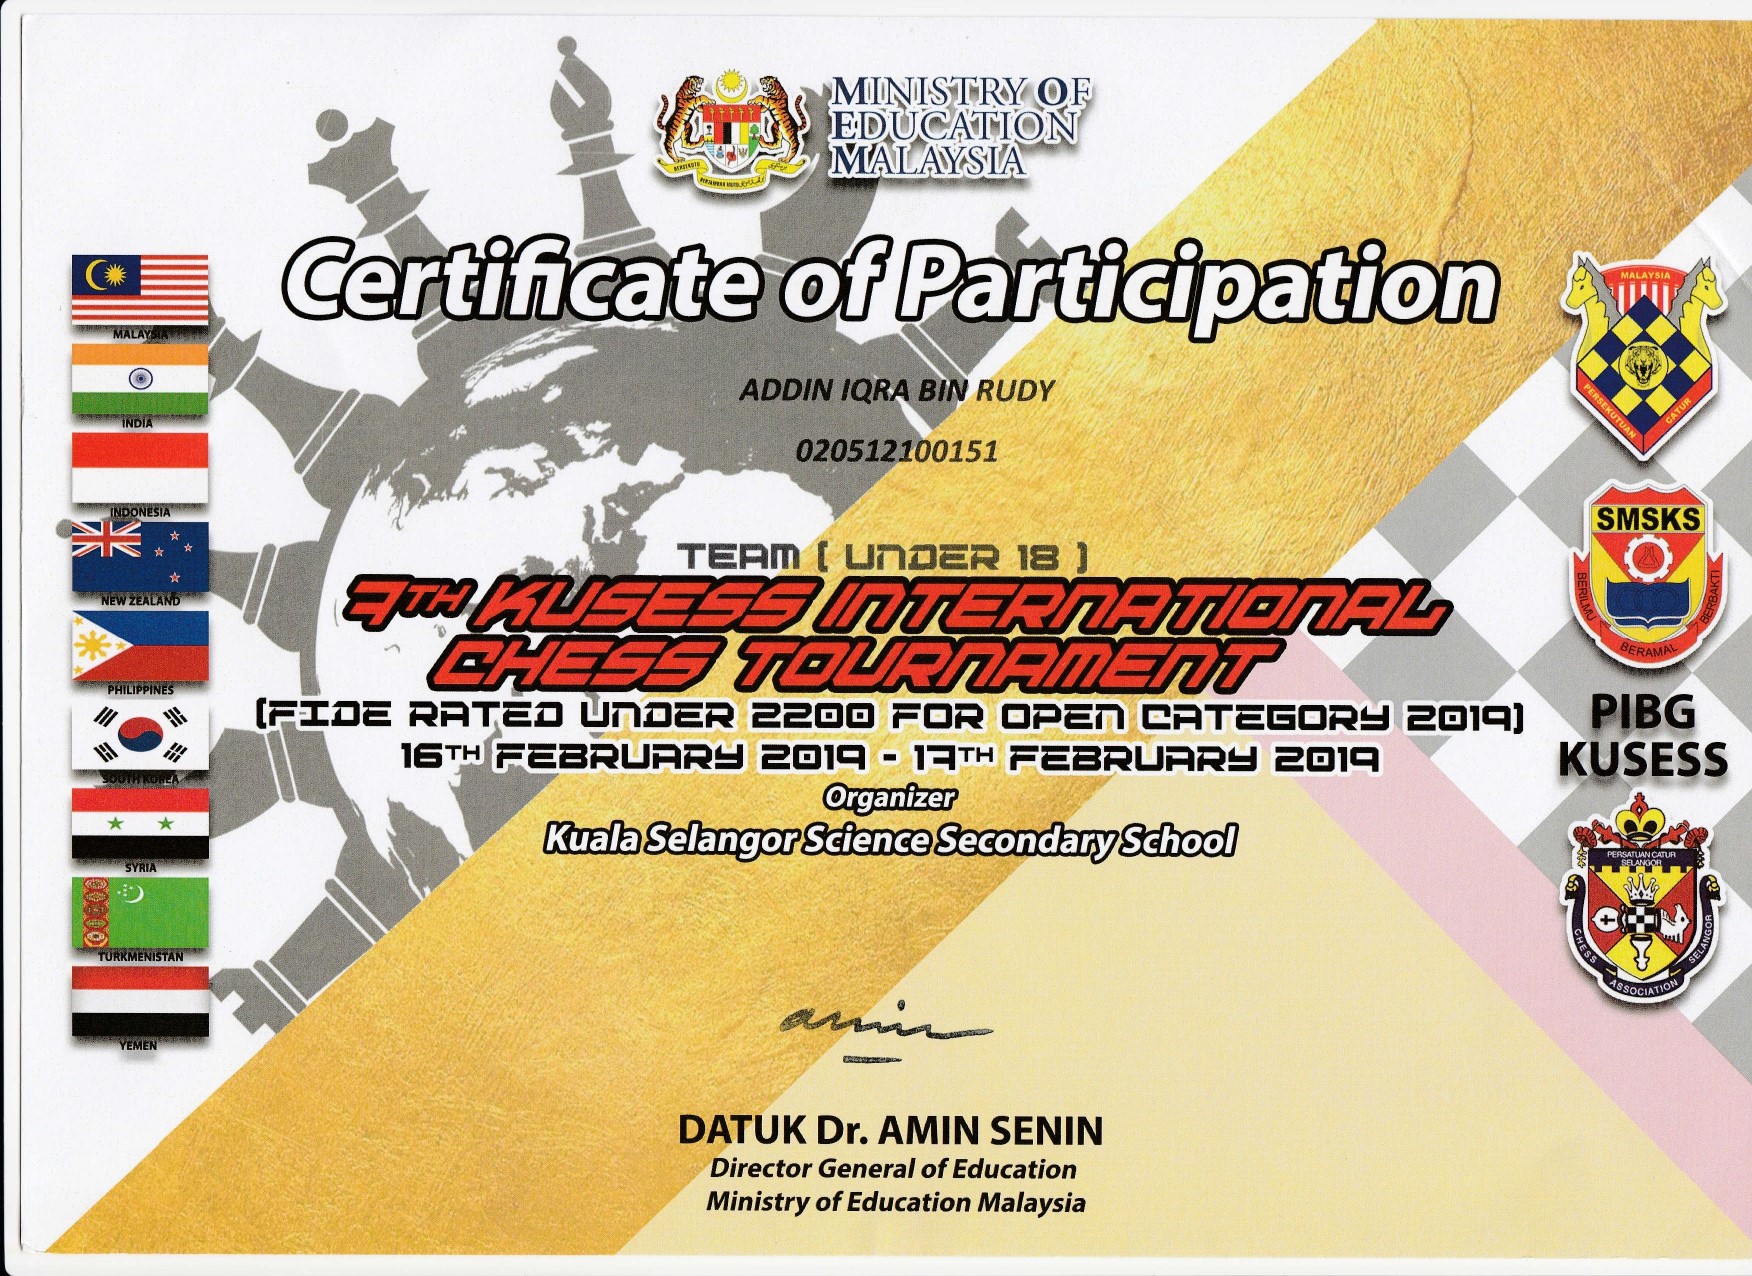 MINISTRY OF
EDUCATION
MALAYSIA
BERSEKUTU
Certificate of Participation
ADDIN IQRA BIN RUDY
020512100151
TEAM ( UNDER 18 )
7TH KUSESS INTERNATIONAL
CHESS TOURNAMENT
(FIDE RATED UNDER 2200 FOR OPEN CATEGORY 2019)
16TH FEBRUARY 2019 - 17TH FEBRUARY 2019
Organizer
Kuala Selangor Science Secondary School
amin
DATUK Dr. AMIN SENIN
Director General of Education
Ministry of Education Malaysia
MALAYSIA
INDIA
INDONESIA
NEW ZEALAND
PHILIPPINES
SOUTH KOREA
SYRIA
TURKMENISTAN
YEMEN
MALAYSIA
PERSEKUTUAN CATUR
SMSKS
BERILMU BERAMAL BERBAKTI
PIBG
KUSESS
PERSATUAN CATUR
SELANGOR
CHESS ASSOCIATION SELANGOR